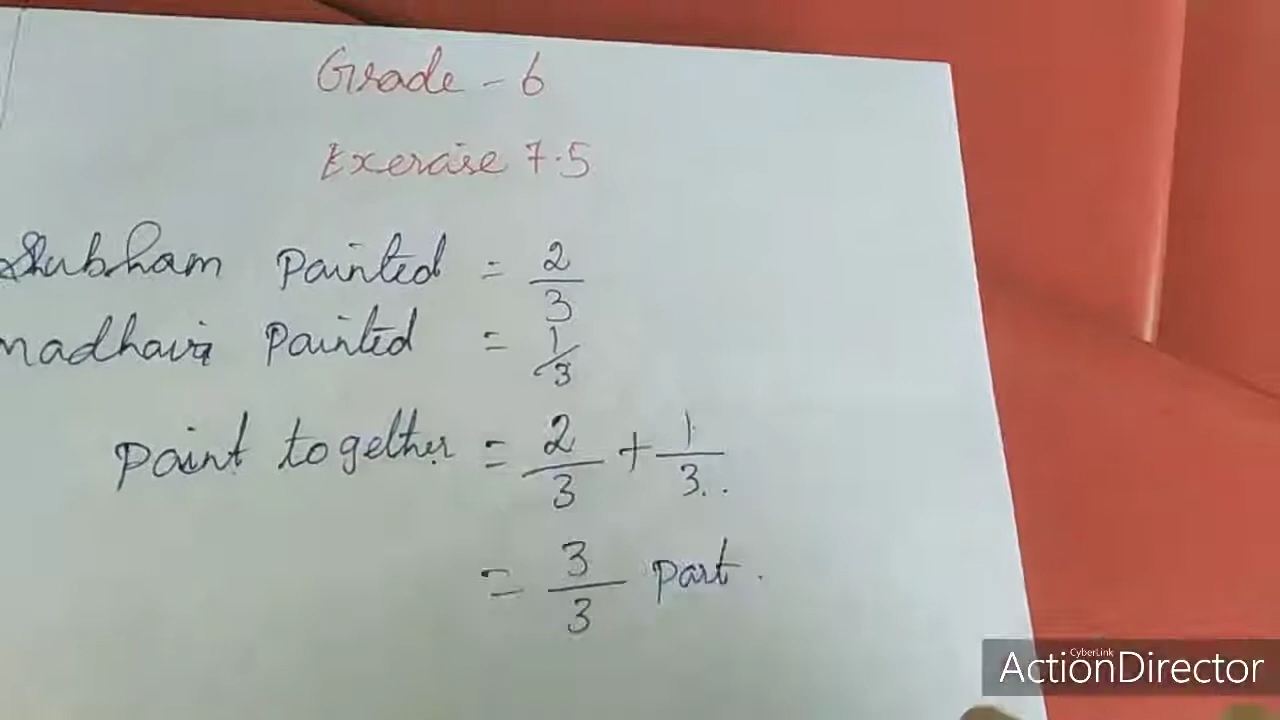 Grade - 6
Exercise 7.5
Shubham Painted = 2/3
madhavi Painted = 1/3
Paint together = 2/3 + 1/3..
= 3/3 Part.
CyberLink
ActionDirector